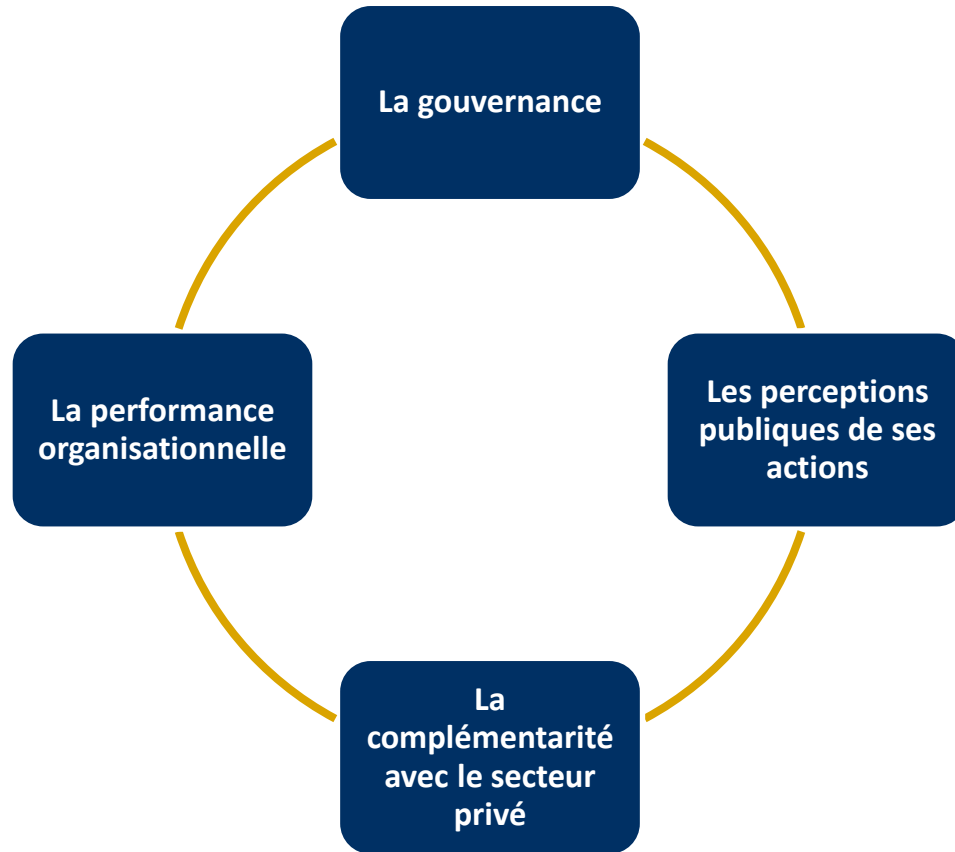 La gouvernance
Les perceptions
publiques de ses
actions
La performance
organisationnelle
La
complémentarité
avec le secteur
privé